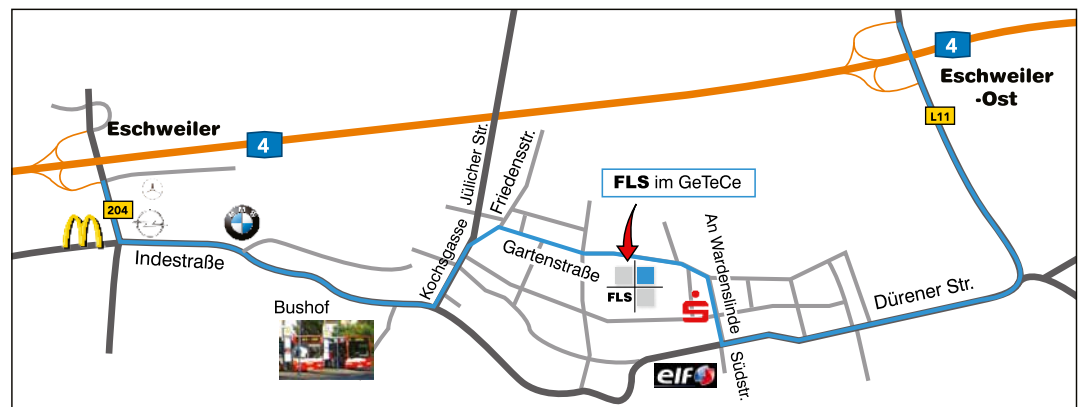 4
Eschweiler
-Ost
L11
Eschweiler
4
Jülicher Str.
Friedensstr.
FLS im GeTeCe
204
An Wardenslinde
Kochsgasse
Gartenstraße
Indestraße
FLS
Dürener Str.
Bushof
Südstr.
elf